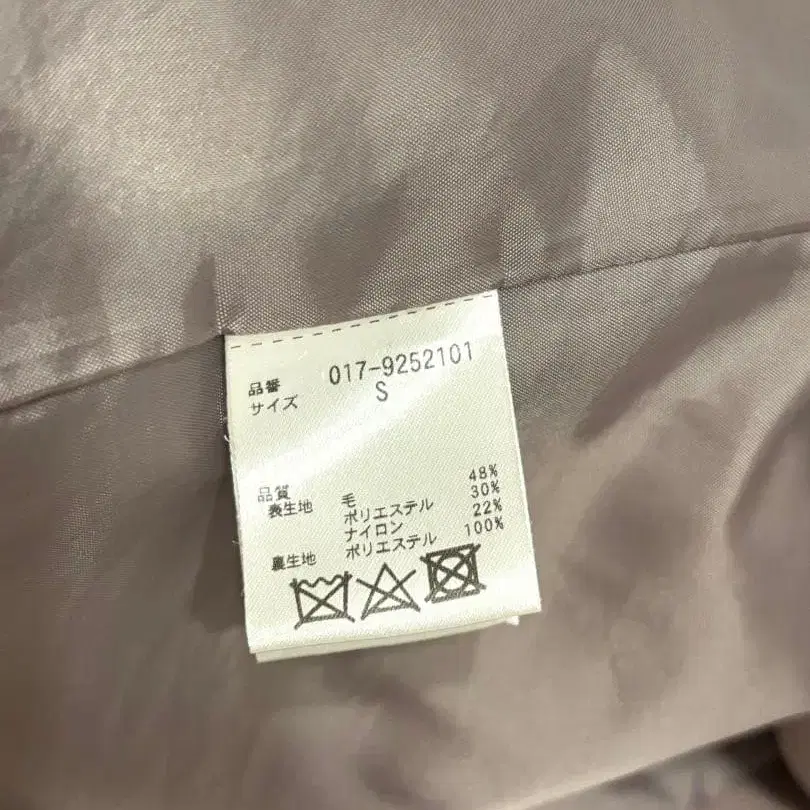 品番 017-9252101
サイズ S
品質
表生地 毛 48%
ポリエステル 30%
ナイロン 22%
裏生地 ポリエステル 100%